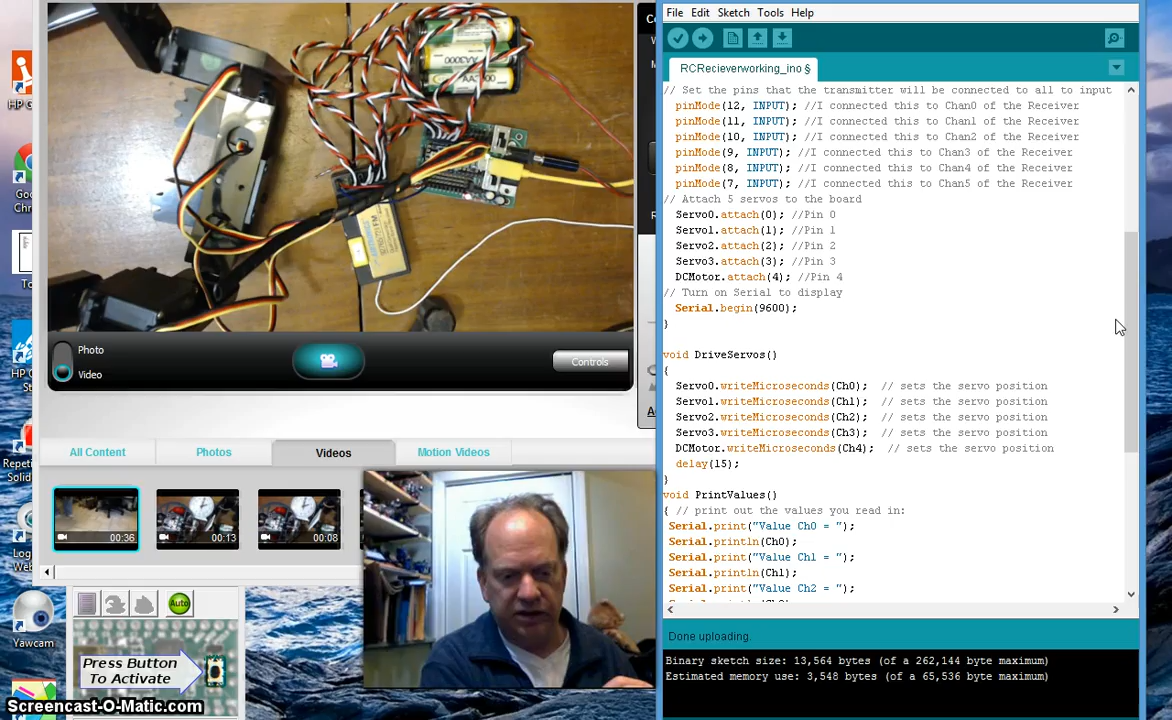 File Edit Sketch Tools Help
RCRecieverworking_ino §
// Set the pins that the transmitter will be connected to all to input
pinMode(12, INPUT); //I connected this to Chan0 of the Receiver
pinMode(11, INPUT); //I connected this to Chan1 of the Receiver
pinMode(10, INPUT); //I connected this to Chan2 of the Receiver
pinMode(9, INPUT); //I connected this to Chan3 of the Receiver
pinMode(8, INPUT); //I connected this to Chan4 of the Receiver
pinMode(7, INPUT); //I connected this to Chan5 of the Receiver
// Attach 5 servos to the board
Servo0.attach(0); //Pin 0
Servo1.attach(1); //Pin 1
Servo2.attach(2); //Pin 2
Servo3.attach(3); //Pin 3
DCMotor.attach(4); //Pin 4
// Turn on Serial to display
Serial.begin(9600);
}
void DriveServos()
{
Servo0.writeMicroseconds(Ch0); // sets the servo position
Servo1.writeMicroseconds(Ch1); // sets the servo position
Servo2.writeMicroseconds(Ch2); // sets the servo position
Servo3.writeMicroseconds(Ch3); // sets the servo position
DCMotor.writeMicroseconds(Ch4); // sets the servo position
delay(15);
}
void PrintValues()
{ // print out the values you read in:
Serial.print("Value Ch0 = ");
Serial.println(Ch0);
Serial.print("Value Ch1 = ");
Serial.println(Ch1);
Serial.print("Value Ch2 = ");
Done uploading.
Binary sketch size: 13,564 bytes (of a 262,144 byte maximum)
Estimated memory use: 3,548 bytes (of a 65,536 byte maximum)
Photo
Video
Controls
All Content Photos Videos Motion Videos
00:36 00:13 00:08
Auto
Press Button
To Activate
Yawcam
HP G
Goo
Chr
To
HP G
St
Repeti
Solid
Log
Web
Screencast-O-Matic.com